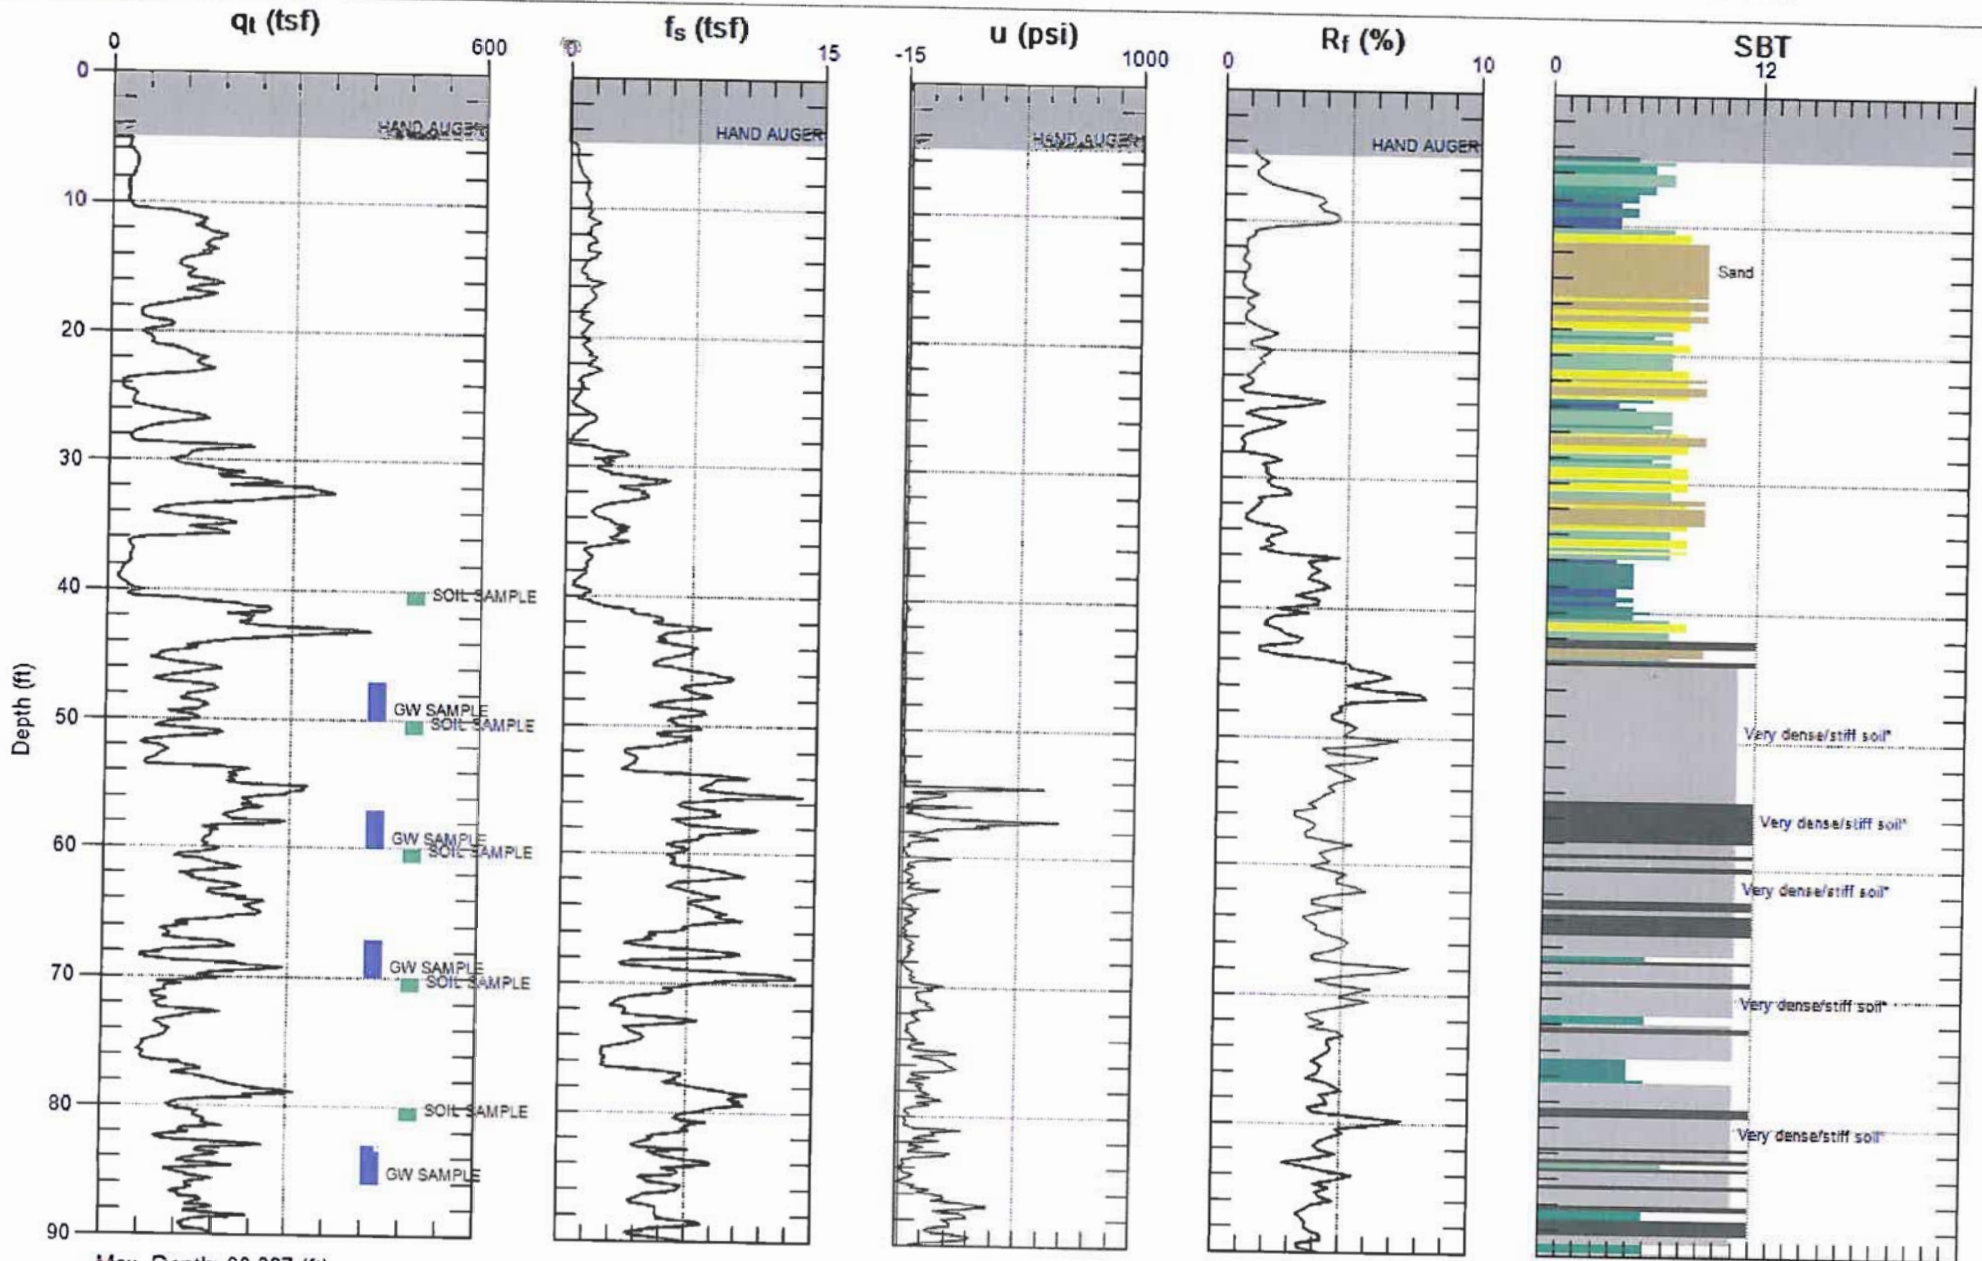 qt (tsf)
0 600
fs (tsf)
0 15
u (psi)
-15 1000
Rf (%)
0 10
SBT
0 12
0
10
20
30
40
50
60
70
80
90
Depth (ft)
HAND AUGER
HAND AUGER
HAND AUGER
HAND AUGER
SOIL SAMPLE
GW SAMPLE
SOIL SAMPLE
GW SAMPLE
SOIL SAMPLE
GW SAMPLE
SOIL SAMPLE
SOIL SAMPLE
GW SAMPLE
Sand
Very dense/stiff soil*
Very dense/stiff soil*
Very dense/stiff soil*
Very dense/stiff soil*
Very dense/stiff soil*
Max. Depth: